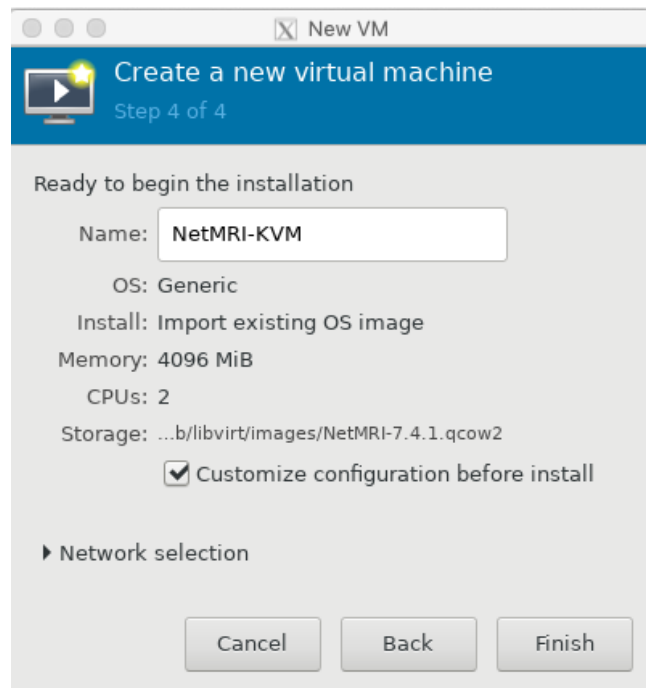 New VM
Create a new virtual machine
Step 4 of 4
Ready to begin the installation
Name: NetMRI-KVM
OS: Generic
Install: Import existing OS image
Memory: 4096 MiB
CPUs: 2
Storage: ...b/libvirt/images/NetMRI-7.4.1.qcow2
Customize configuration before install
Network selection
Cancel Back Finish